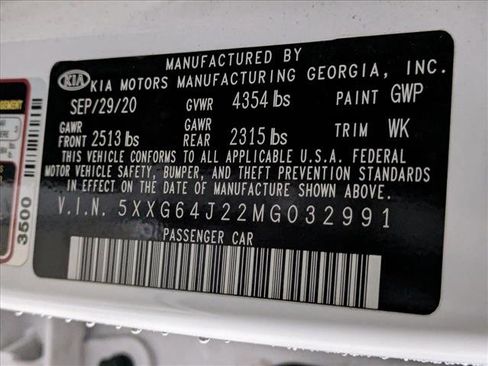 MANUFACTURED BY
KIA KIA MOTORS MANUFACTURING GEORGIA, INC.
SEP/29/20 GVWR 4354 lbs PAINT GWP
GAWR GAWR
FRONT 2513 lbs REAR 2315 lbs TRIM WK
THIS VEHICLE CONFORMS TO ALL APPLICABLE U.S.A. FEDERAL
MOTOR VEHICLE SAFETY, BUMPER, AND THEFT PREVENTION STANDARDS
IN EFFECT ON THE DATE OF MANUFACTURE SHOWN ABOVE.
V.I.N. 5XXG64J22MG032991
PASSENGER CAR
3500